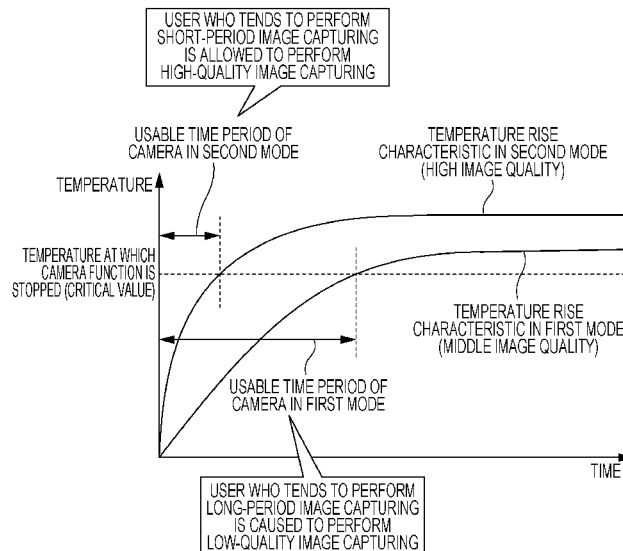 USER WHO TENDS TO PERFORM
SHORT-PERIOD IMAGE CAPTURING
IS ALLOWED TO PERFORM
HIGH-QUALITY IMAGE CAPTURING
USABLE TIME PERIOD OF
CAMERA IN SECOND MODE
TEMPERATURE RISE
CHARACTERISTIC IN SECOND MODE
(HIGH IMAGE QUALITY)
TEMPERATURE
TEMPERATURE AT WHICH
CAMERA FUNCTION IS
STOPPED (CRITICAL VALUE)
TEMPERATURE RISE
CHARACTERISTIC IN FIRST MODE
(MIDDLE IMAGE QUALITY)
USABLE TIME PERIOD OF
CAMERA IN FIRST MODE
TIME
USER WHO TENDS TO PERFORM
LONG-PERIOD IMAGE CAPTURING
IS CAUSED TO PERFORM
LOW-QUALITY IMAGE CAPTURING